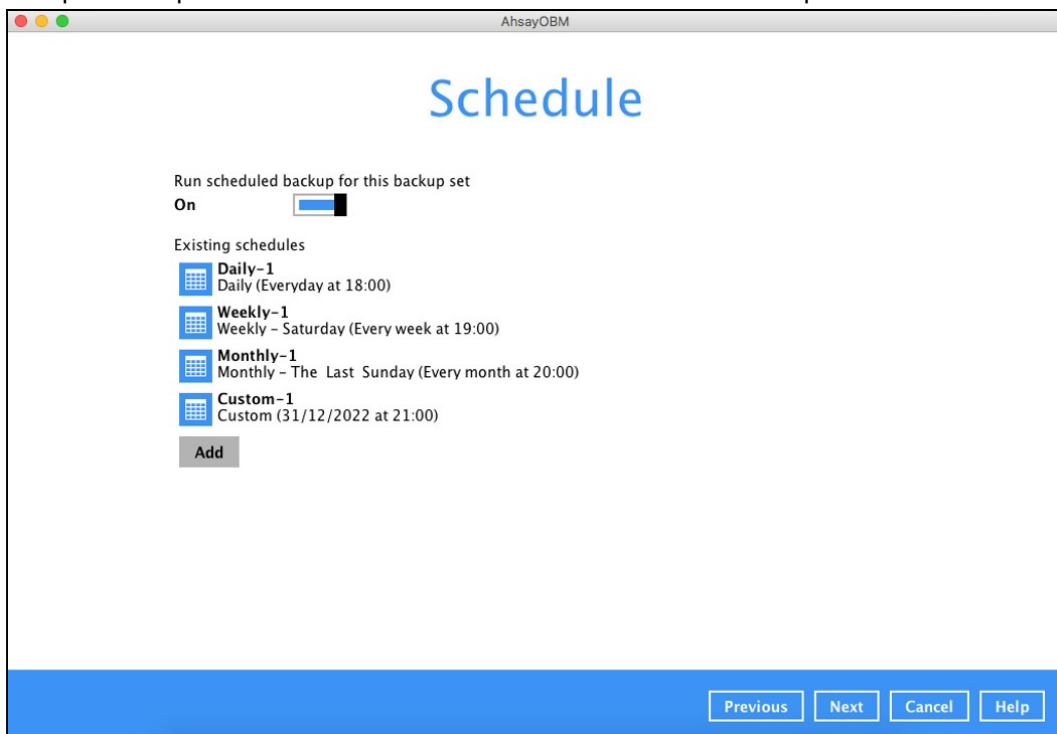 AhsayOBM
Schedule
Run scheduled backup for this backup set
On
Existing schedules
Daily-1
Daily (Everyday at 18:00)
Weekly-1
Weekly - Saturday (Every week at 19:00)
Monthly-1
Monthly - The Last Sunday (Every month at 20:00)
Custom-1
Custom (31/12/2022 at 21:00)
Add
Previous Next Cancel Help